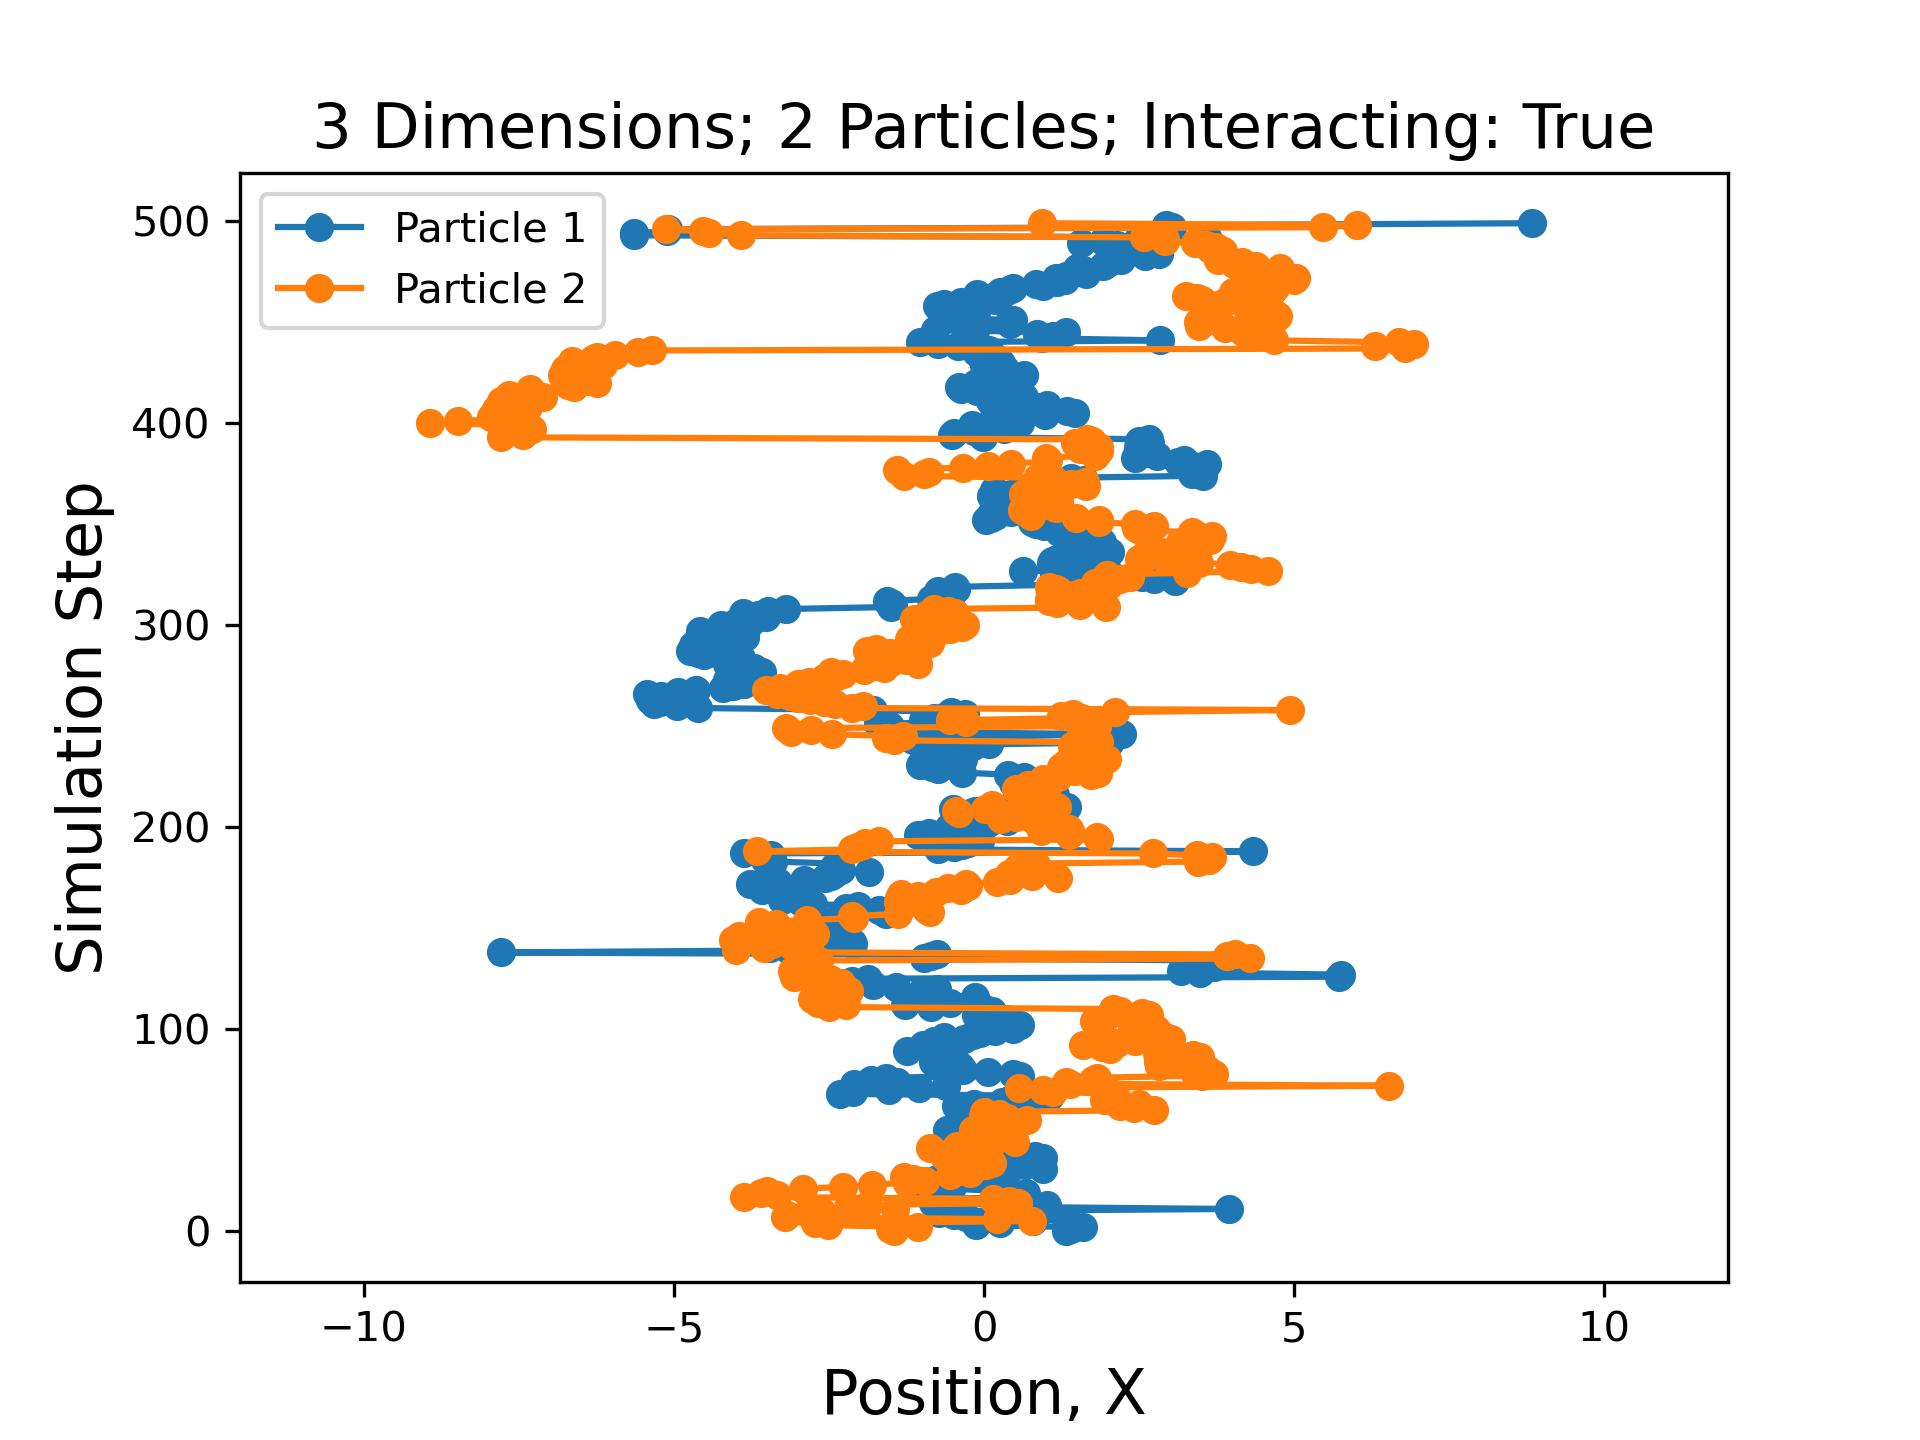 3 Dimensions; 2 Particles; Interacting: True
Particle 1
Particle 2
500
400
300
200
100
0
Simulation Step
−10
−5
0
5
10
Position, X